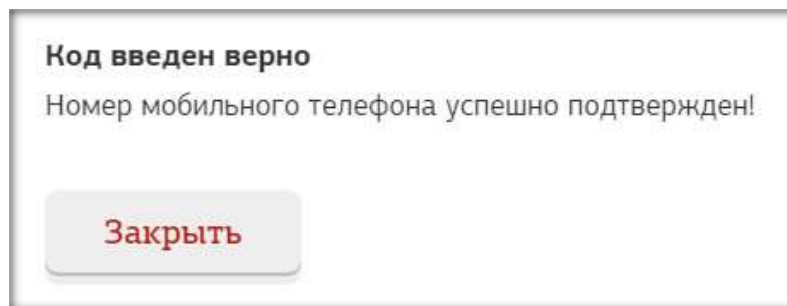 Код введен верно
Номер мобильного телефона успешно подтвержден!
Закрыть